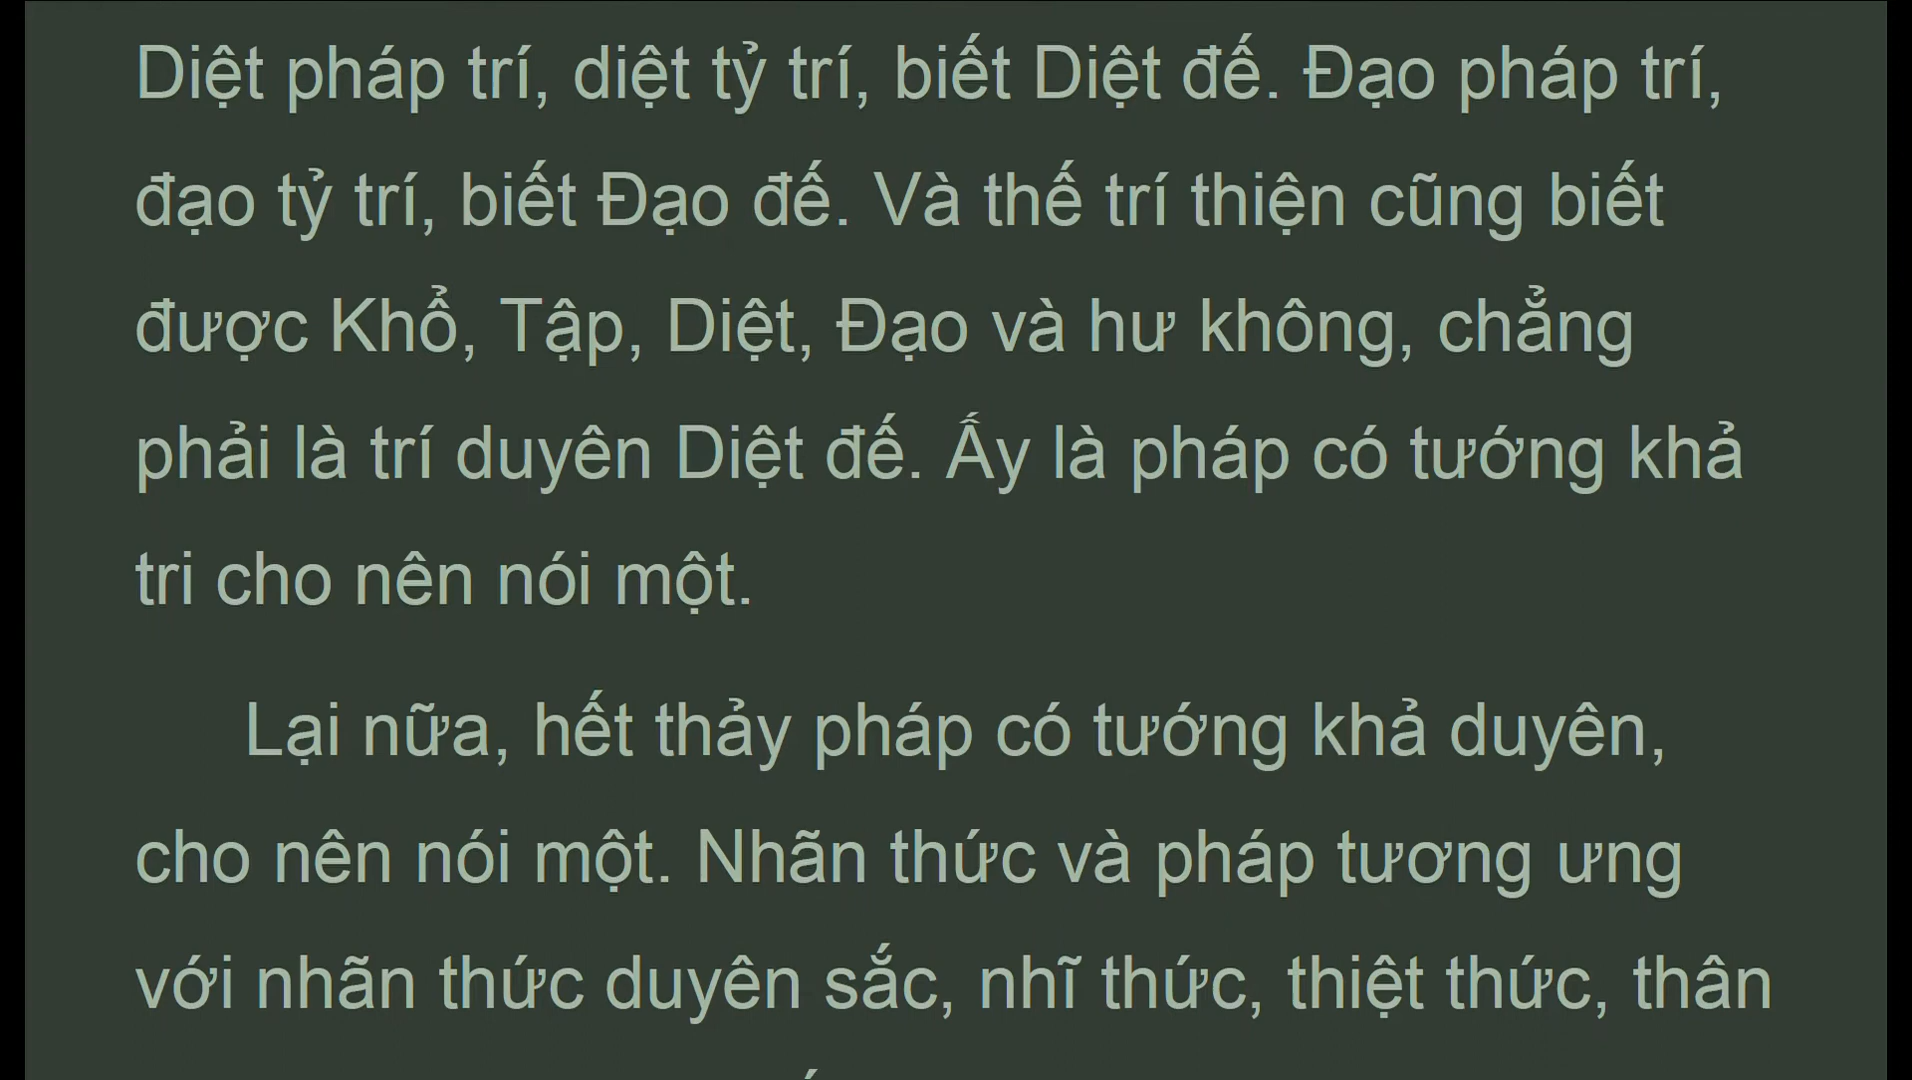 Diệt pháp trí, diệt tỷ trí, biết Diệt đế. Đạo pháp trí,
đạo tỷ trí, biết Đạo đế. Và thế trí thiện cũng biết
được Khổ, Tập, Diệt, Đạo và hư không, chẳng
phải là trí duyên Diệt đế. Ấy là pháp có tướng khả
tri cho nên nói một.
Lại nữa, hết thảy pháp có tướng khả duyên,
cho nên nói một. Nhãn thức và pháp tương ưng
với nhãn thức duyên sắc, nhĩ thức, thiệt thức, thân